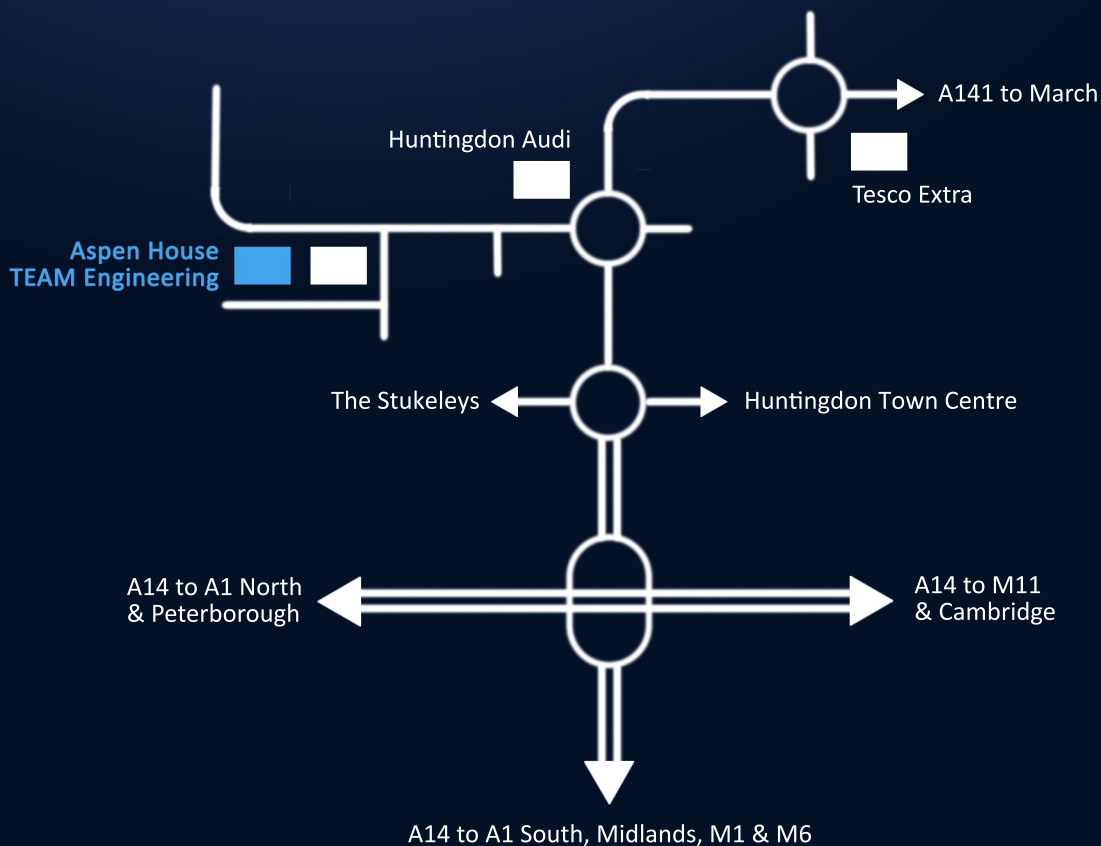 A141 to March
Huntingdon Audi
Tesco Extra
Aspen House
TEAM Engineering
The Stukeleys
Huntingdon Town Centre
A14 to A1 North
& Peterborough
A14 to M11
& Cambridge
A14 to A1 South, Midlands, M1 & M6